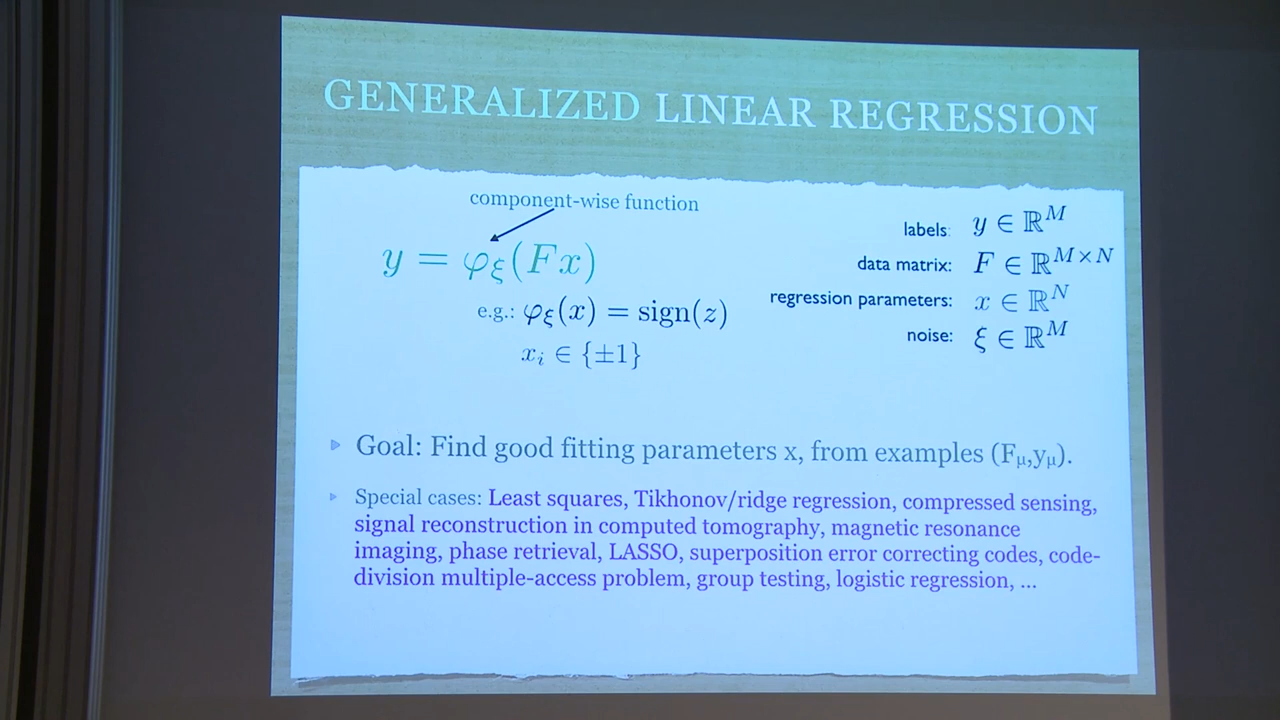 GENERALIZED LINEAR REGRESSION
component-wise function
y = φ_ξ(Fx)
e.g.: φ_ξ(x) = sign(z)
x_i ∈ {±1}
labels: y ∈ ℝ^M
data matrix: F ∈ ℝ^{M×N}
regression parameters: x ∈ ℝ^N
noise: ξ ∈ ℝ^M
Goal: Find good fitting parameters x, from examples (F_μ,y_μ).
Special cases: Least squares, Tikhonov/ridge regression, compressed sensing,
signal reconstruction in computed tomography, magnetic resonance
imaging, phase retrieval, LASSO, superposition error correcting codes, code-
division multiple-access problem, group testing, logistic regression, ...